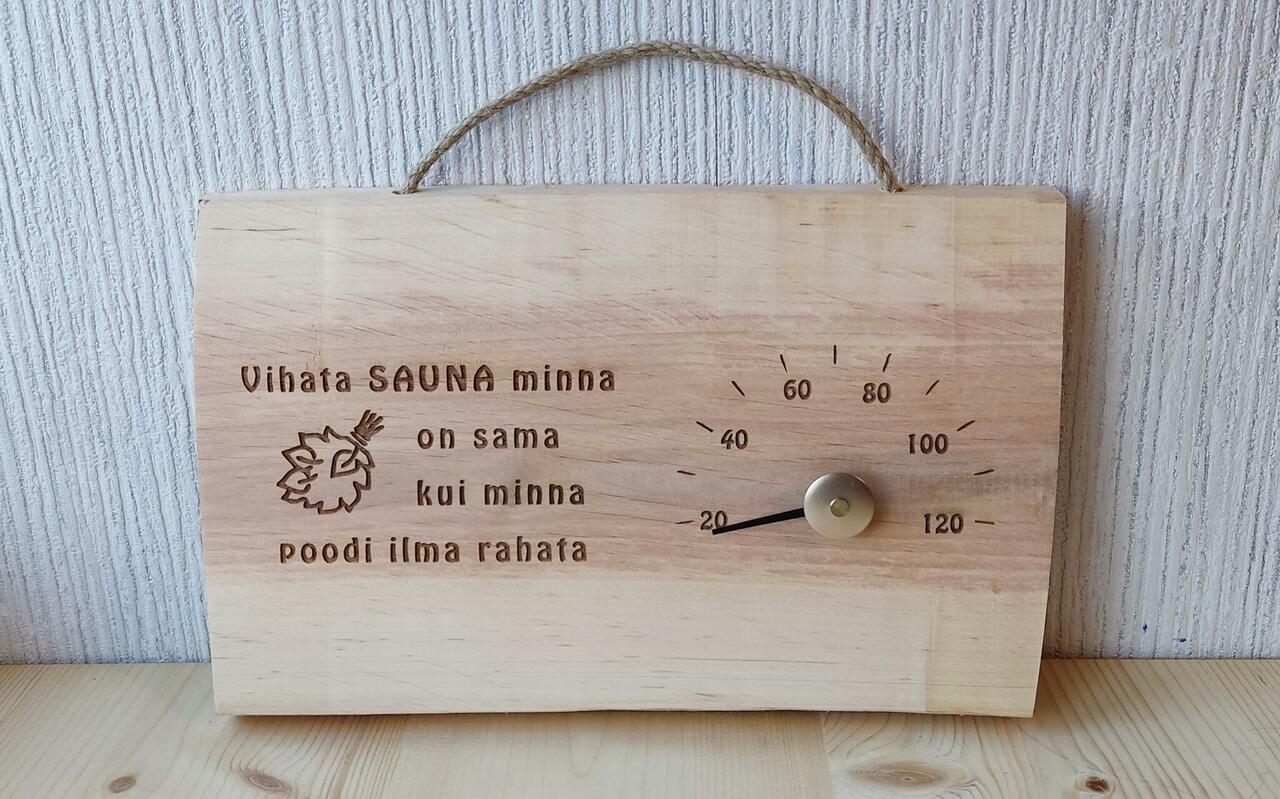 Vihata SAUNA minna
on sama
kui minna
poodi ilma rahata
60 80
40 100
20 120